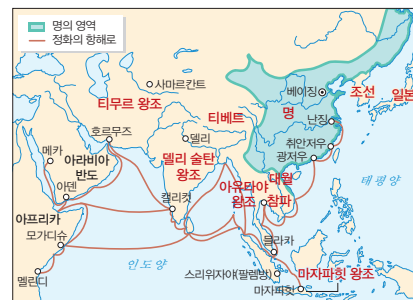 명의 영역
정화의 항해로
사마르칸트
티무르 왕조
베이징
조선
일본
명
난징
티베트
호르무즈
델리
메카
아라비아
반도
델리 술탄
왕조
취안저우
광저우
대월
태평양
아덴
캘리컷
아유타야
왕조
참파
아프리카
모가디슈
믈라카
인도양
스리위자야(팔렘방)
마자파힛 왕조
멜린디
마자파힛